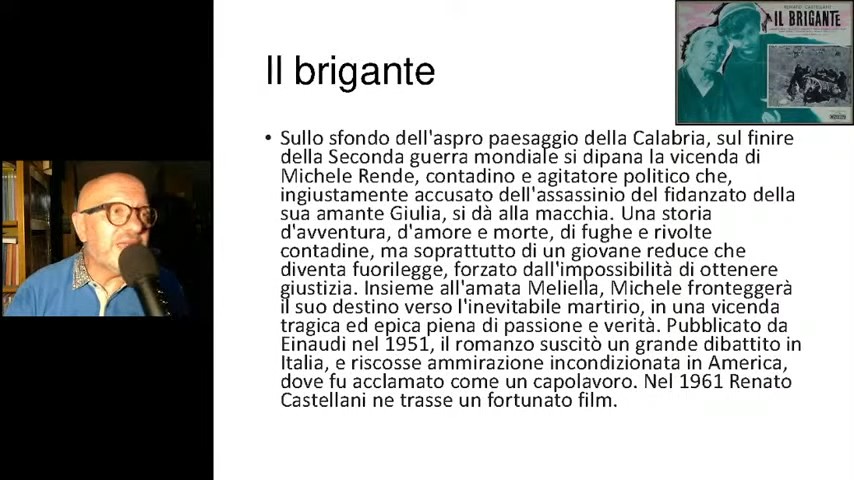 Il brigante
RENATO CASTELLANI
IL BRIGANTE
• Sullo sfondo dell'aspro paesaggio della Calabria, sul finire
della Seconda guerra mondiale si dipana la vicenda di
Michele Rende, contadino e agitatore politico che,
ingiustamente accusato dell'assassinio del fidanzato della
sua amante Giulia, si dà alla macchia. Una storia
d'avventura, d'amore e morte, di fughe e rivolte
contadine, ma soprattutto di un giovane reduce che
diventa fuorilegge, forzato dall'impossibilità di ottenere
giustizia. Insieme all'amata Meliella, Michele fronteggerà
il suo destino verso l'inevitabile martirio, in una vicenda
tragica ed epica piena di passione e verità. Pubblicato da
Einaudi nel 1951, il romanzo suscitò un grande dibattito in
Italia, e riscosse ammirazione incondizionata in America,
dove fu acclamato come un capolavoro. Nel 1961 Renato
Castellani ne trasse un fortunato film.